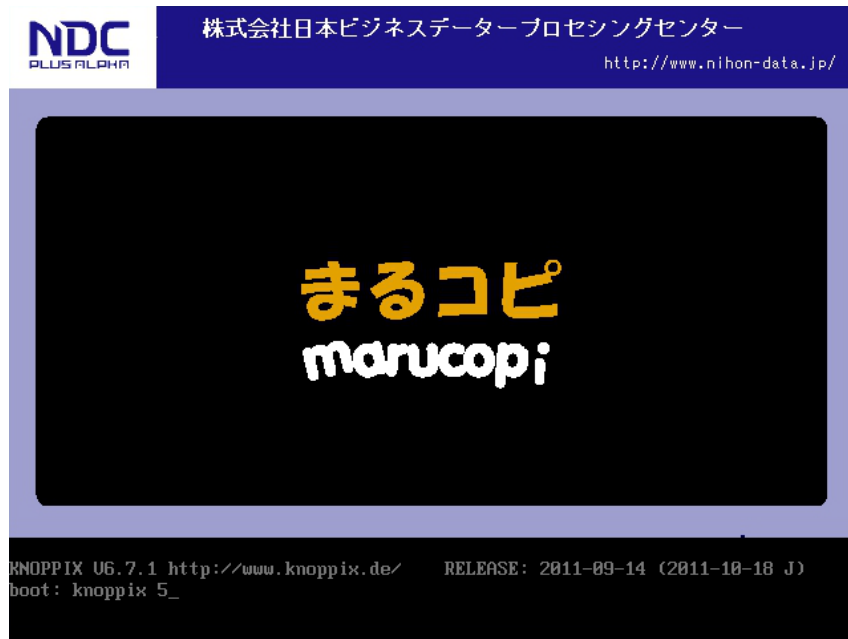 NDC
PLUS ALPHA
株式会社日本ビジネスデータープロセシングセンター
http://www.nihon-data.jp/
まるコピ
marucopi
KNOPPIX V6.7.1 http://www.knoppix.de/ RELEASE: 2011-09-14 (2011-10-18 J)
boot: knoppix 5_